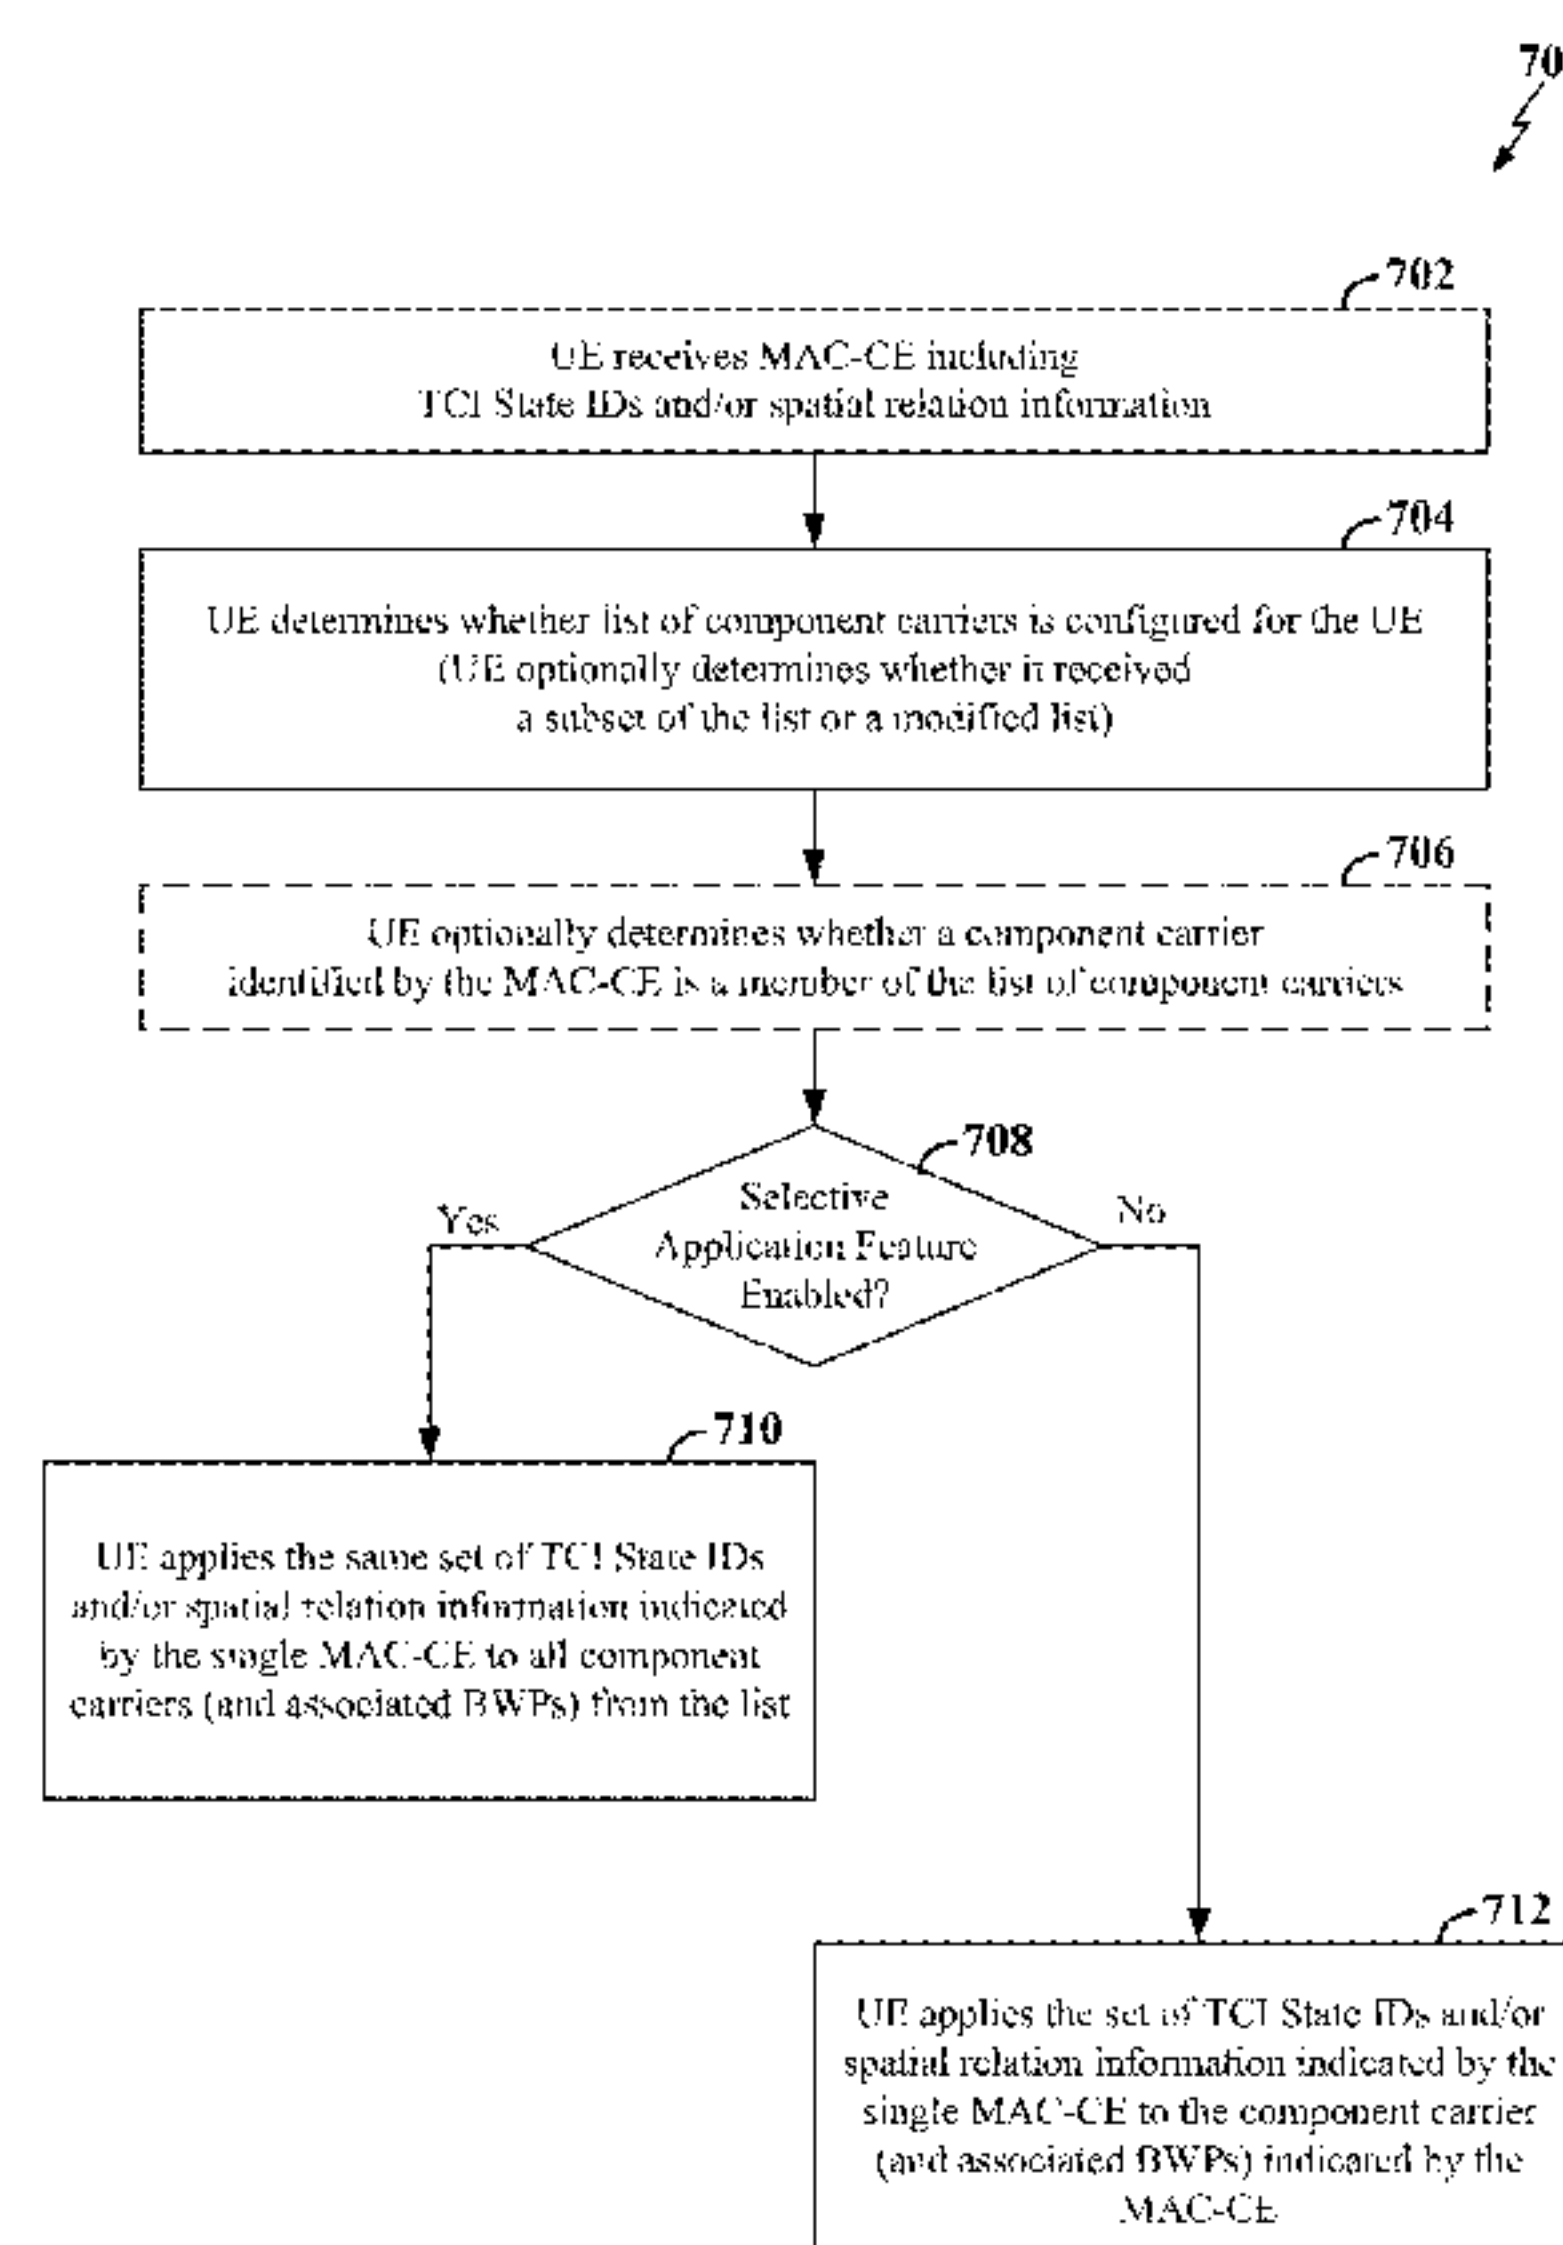 70
702
UE receives MAC-CE including
TCI State IDs and/or spatial relation information
704
UE determines whether list of component carriers is configured for the UE
(UE optionally determines whether it received
a subset of the list or a modified list)
706
UE optionally determines whether a component carrier
identified by the MAC-CE is a member of the list of component carriers
708
Selective
Application Feature
Enabled?
Yes
No
710
UE applies the same set of TCI State IDs
and/or spatial relation information indicated
by the single MAC-CE to all component
carriers (and associated BWPs) from the list
712
UE applies the set of TCI State IDs and/or
spatial relation information indicated by the
single MAC-CE to the component carrier
(and associated BWPs) indicated by the
MAC-CE